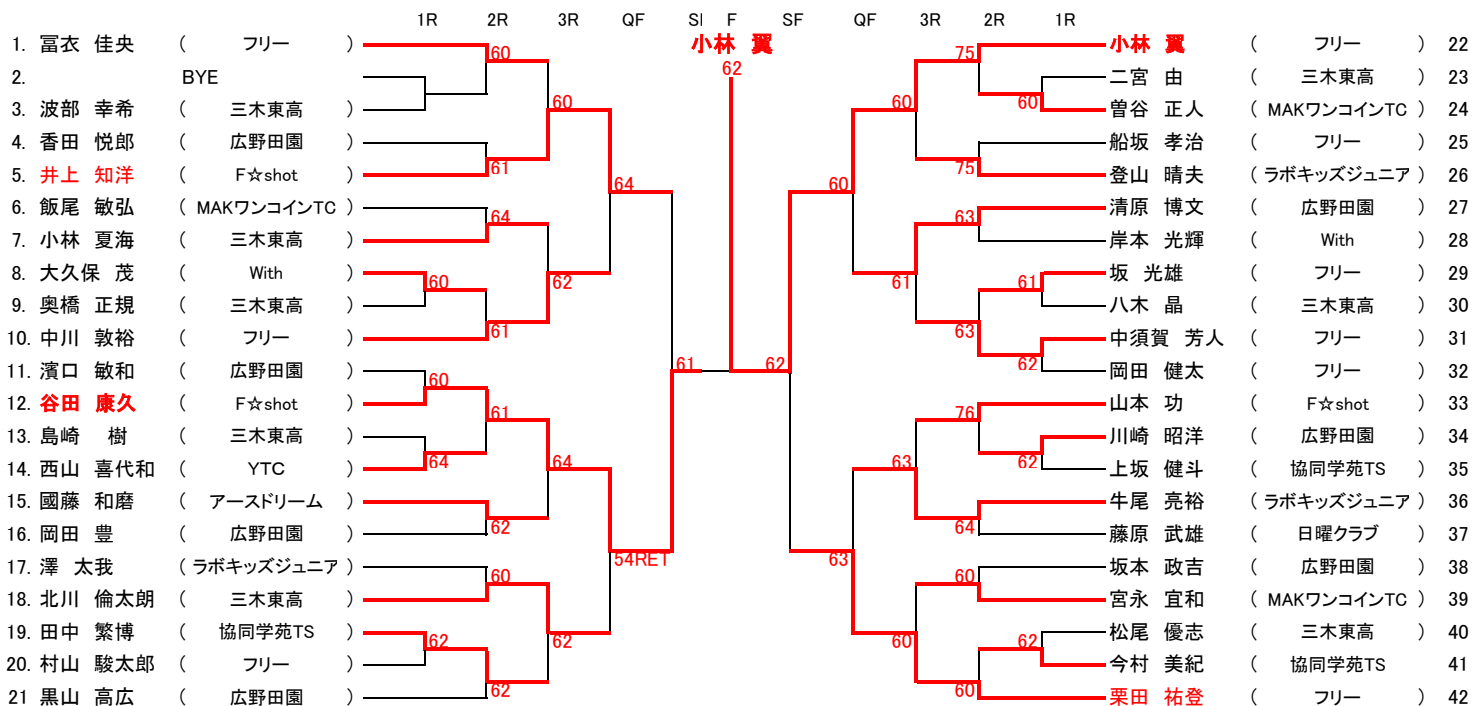 1R 2R 3R QF S F SF QF 3R 2R 1R
小林 翼
62
1. 冨衣 佳央 ( フリー )
2. BYE
3. 波部 幸希 ( 三木東高 )
4. 香田 悦郎 ( 広野田園 )
5. 井上 知洋 ( F☆shot )
6. 飯尾 敏弘 ( MAKワンコインTC )
7. 小林 夏海 ( 三木東高 )
8. 大久保 茂 ( With )
9. 奥橋 正規 ( 三木東高 )
10. 中川 敦裕 ( フリー )
11. 濱口 敏和 ( 広野田園 )
12. 谷田 康久 ( F☆shot )
13. 島崎 樹 ( 三木東高 )
14. 西山 喜代和 ( YTC )
15. 國藤 和磨 ( アースドリーム )
16. 岡田 豊 ( 広野田園 )
17. 澤 太我 ( ラボキッズジュニア )
18. 北川 倫太朗 ( 三木東高 )
19. 田中 繁博 ( 協同学苑TS )
20. 村山 駿太郎 ( フリー )
21 黒山 高広 ( 広野田園 )
60
60
61
64
64
60
62
61
61
60
61
64
64
62
54RET
60
62
62
62
小林 翼 ( フリー ) 22
二宮 由 ( 三木東高 ) 23
曽谷 正人 ( MAKワンコインTC ) 24
船坂 孝治 ( フリー ) 25
登山 晴夫 ( ラボキッズジュニア ) 26
清原 博文 ( 広野田園 ) 27
岸本 光輝 ( With ) 28
坂 光雄 ( フリー ) 29
八木 晶 ( 三木東高 ) 30
中須賀 芳人 ( フリー ) 31
岡田 健太 ( フリー ) 32
山本 功 ( F☆shot ) 33
川崎 昭洋 ( 広野田園 ) 34
上坂 健斗 ( 協同学苑TS ) 35
牛尾 亮裕 ( ラボキッズジュニア ) 36
藤原 武雄 ( 日曜クラブ ) 37
坂本 政吉 ( 広野田園 ) 38
宮永 宜和 ( MAKワンコインTC ) 39
松尾 優志 ( 三木東高 ) 40
今村 美紀 ( 協同学苑TS ) 41
栗田 祐登 ( フリー ) 42
75
60
60
75
60
63
61
61
63
62
62
76
63
62
64
63
60
62
60
60